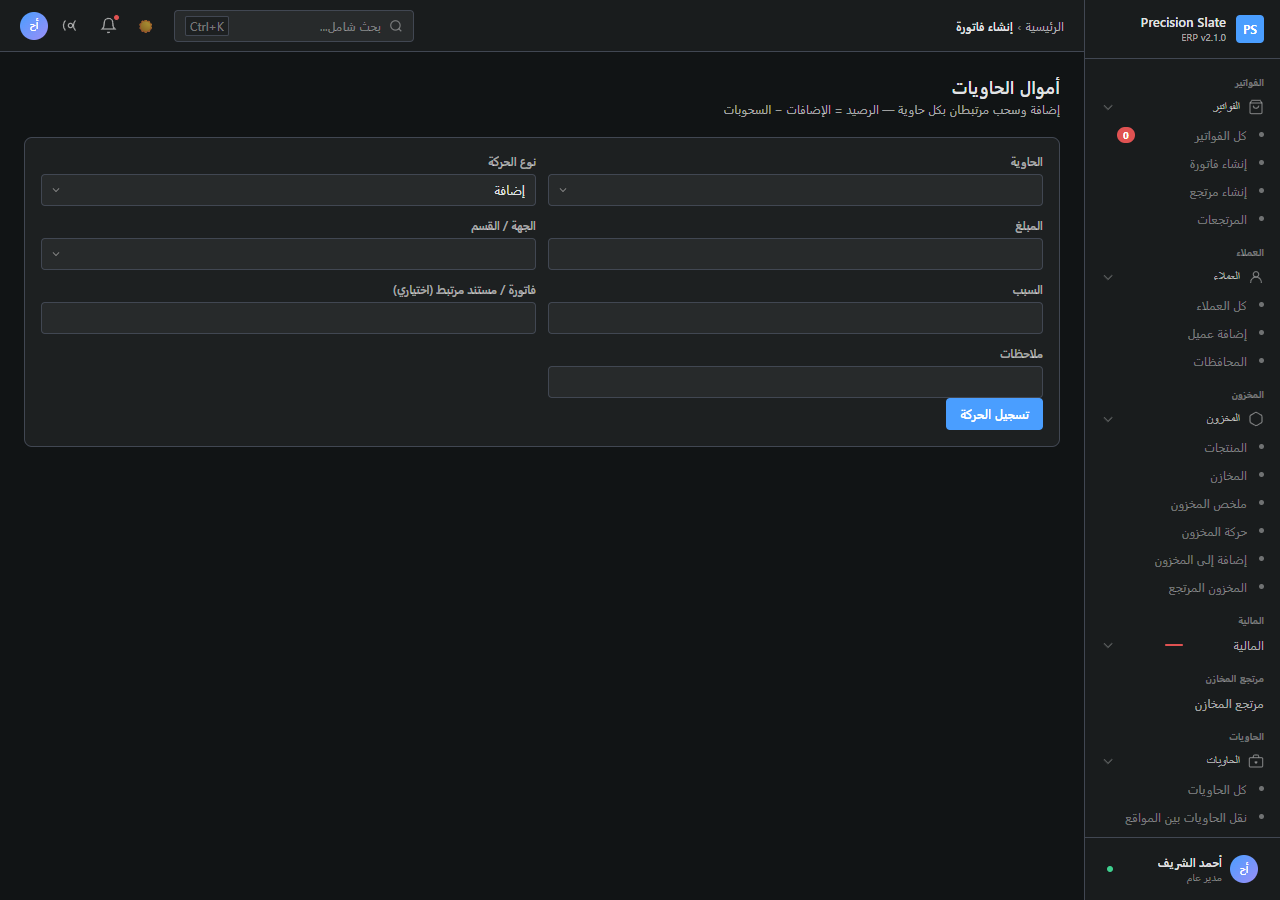 Precision Slate
ERP v2.1.0
PS
الرئيسية › إنشاء فاتورة
بحث شامل...
Ctrl+K
أح
أموال الحاويات
إضافة وسحب مرتبطان بكل حاوية — الرصيد = الإضافات − السحوبات
الحاوية
نوع الحركة
إضافة
المبلغ
الجهة / القسم
السبب
فاتورة / مستند مرتبط (اختياري)
ملاحظات
تسجيل الحركة
الفواتير
الفواتير
كل الفواتير
0
إنشاء فاتورة
إنشاء مرتجع
المرتجعات
العملاء
العملاء
كل العملاء
إضافة عميل
المحافظات
المخزون
المخزون
المنتجات
المخازن
ملخص المخزون
حركة المخزون
إضافة إلى المخزون
المخزون المرتجع
المالية
المالية
—
مرتجع المخازن
مرتجع المخازن
الحاويات
الحاويات
كل الحاويات
نقل الحاويات بين المواقع
أح
أحمد الشريف
مدير عام